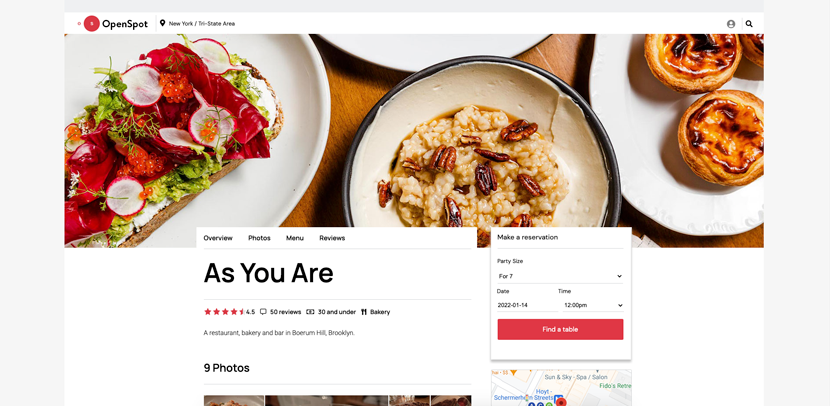 OpenSpot
New York / Tri-State Area
Overview Photos Menu Reviews
As You Are
4.5 50 reviews 30 and under Bakery
A restaurant, bakery and bar in Boerum Hill, Brooklyn.
9 Photos
Make a reservation
Party Size
For 7
Date Time
2022-01-14 12:00pm
Find a table
Sun & Sky - Spa / Salon
Fido's Retre
Hoyt -
Schermerhorn Streets